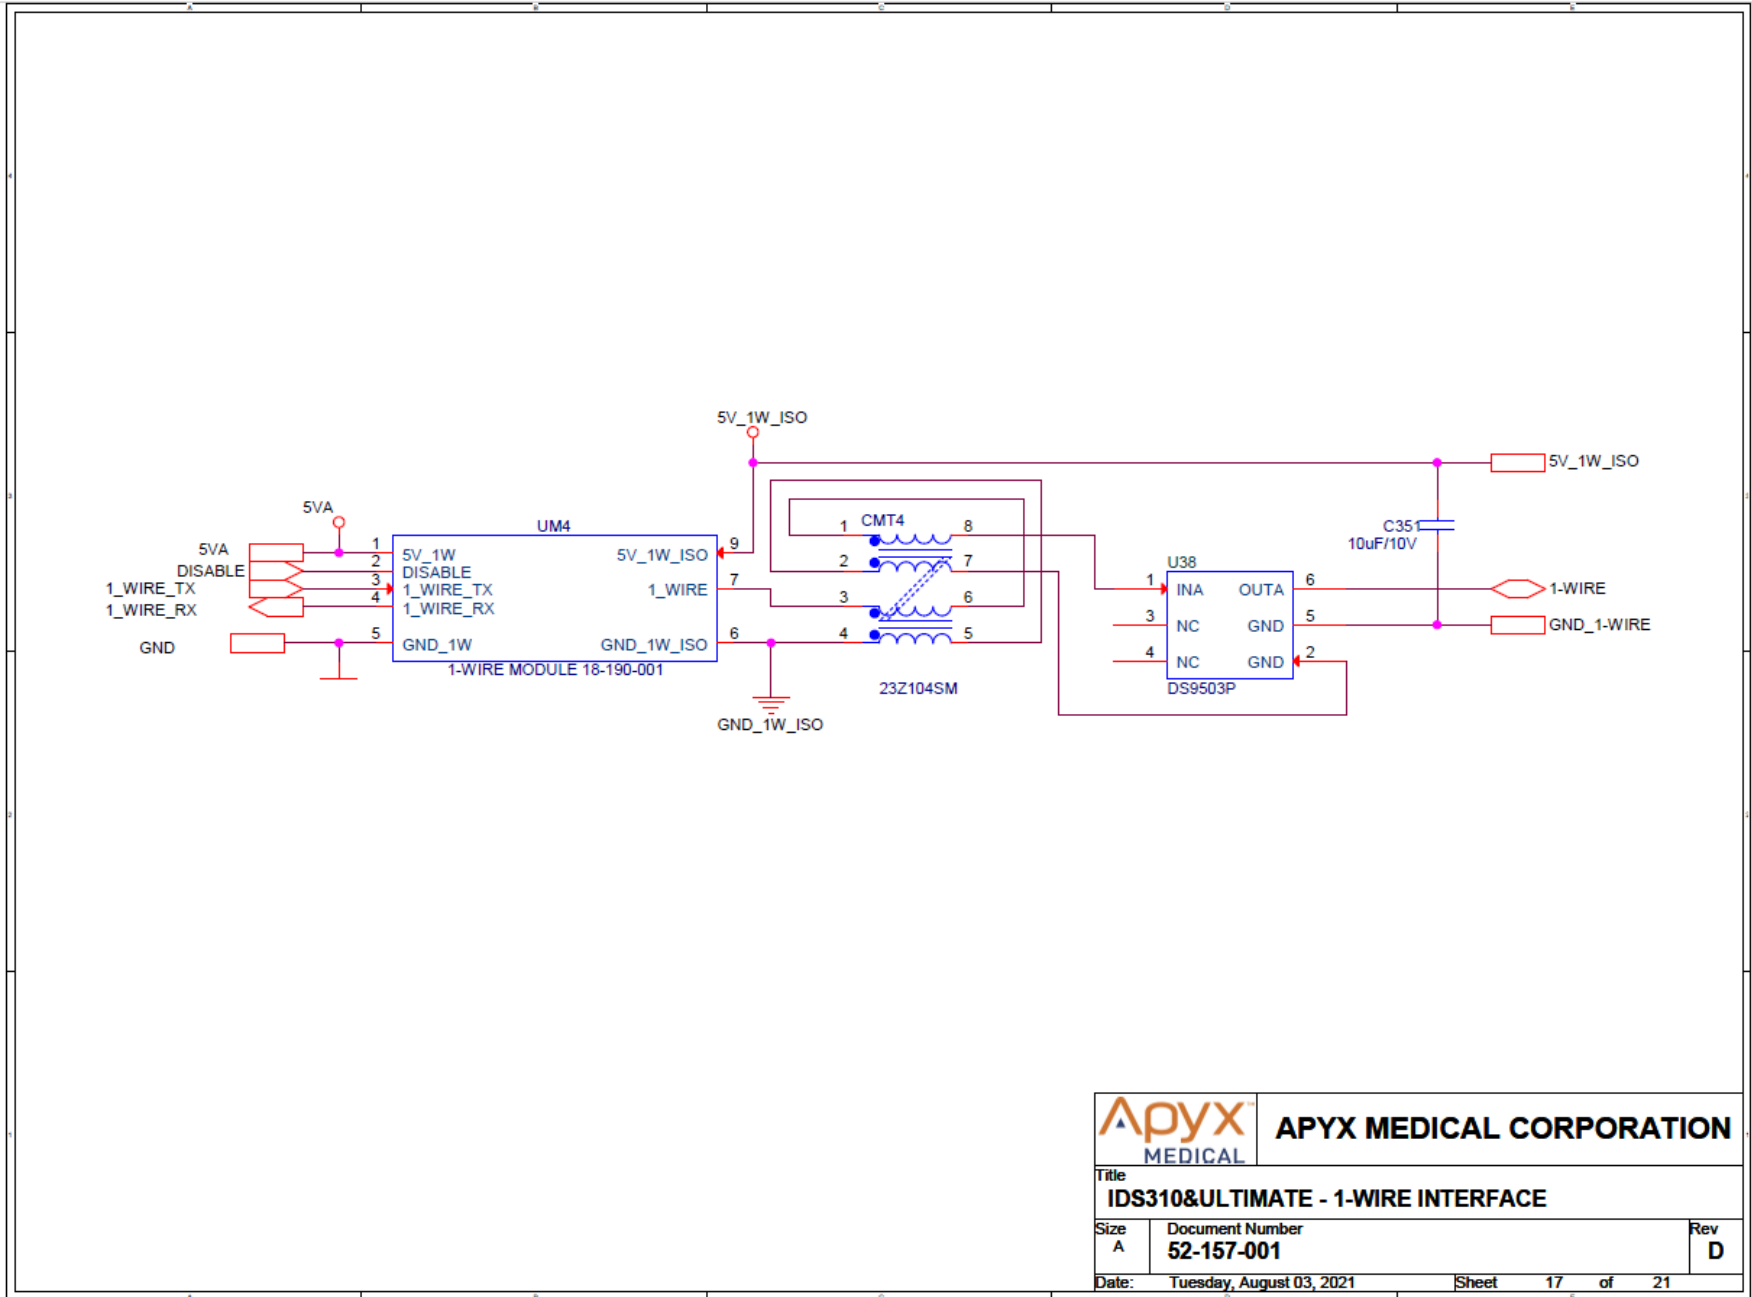 5V_1W_ISO
5V_1W_ISO
5VA
UM4
CMT4
1
8
C351
10uF/10V
5VA
1
5V_1W
5V_1W_ISO
9
DISABLE
2
DISABLE
2
7
U38
1_WIRE_TX
3
1_WIRE_TX
1_WIRE
7
1
INA
OUTA
6
1-WIRE
1_WIRE_RX
4
1_WIRE_RX
3
6
3
NC
GND
5
GND_1-WIRE
GND
5
GND_1W
GND_1W_ISO
6
4
5
4
NC
GND
2
1-WIRE MODULE 18-190-001
23Z104SM
DS9503P
GND_1W_ISO
Apyx
MEDICAL
APYX MEDICAL CORPORATION
Title
IDS310&ULTIMATE - 1-WIRE INTERFACE
Size
A
Document Number
52-157-001
Rev
D
Date: Tuesday, August 03, 2021
Sheet 17 of 21